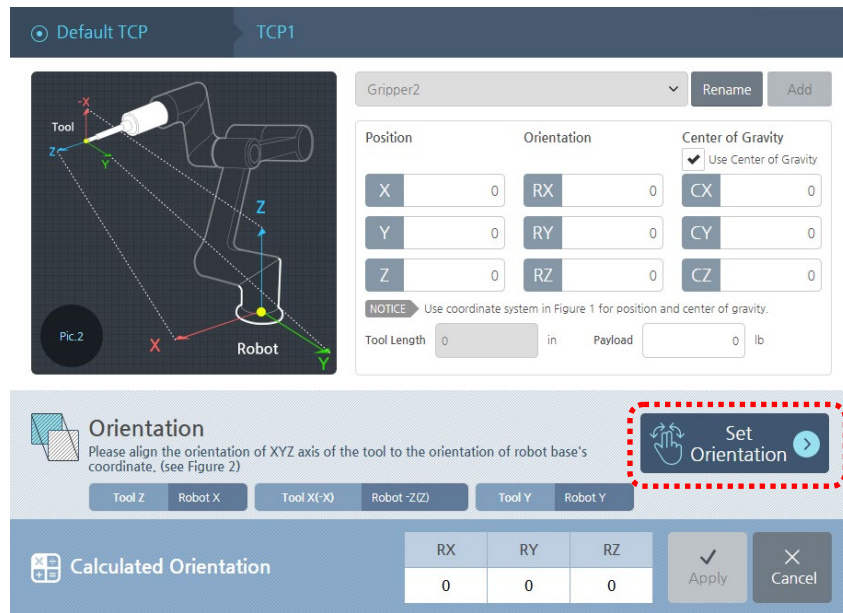 Default TCP
TCP1
-X
Tool
Z
Y
Z
X
Robot
Y
Pic.2
Gripper2
Rename
Add
Position
Orientation
Center of Gravity
Use Center of Gravity
X 0
RX 0
CX 0
Y 0
RY 0
CY 0
Z 0
RZ 0
CZ 0
NOTICE Use coordinate system in Figure 1 for position and center of gravity.
Tool Length 0 in Payload 0 lb
Orientation
Please align the orientation of XYZ axis of the tool to the orientation of robot base's
coordinate. (see Figure 2)
Tool Z Robot X
Tool X(-X) Robot -Z(Z)
Tool Y Robot Y
Set
Orientation
Calculated Orientation
RX RY RZ
0 0 0
Apply
Cancel